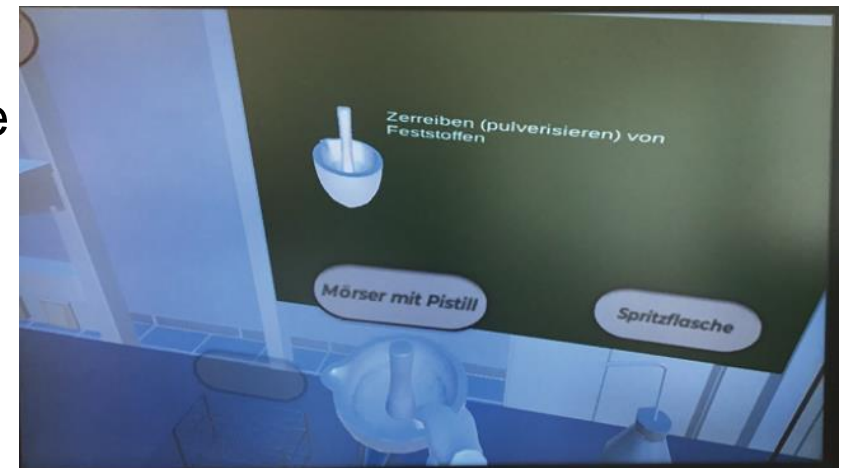 e
Zerreiben (pulverisieren) von
Feststoffen
Mörser mit Pistill
Spritzflasche